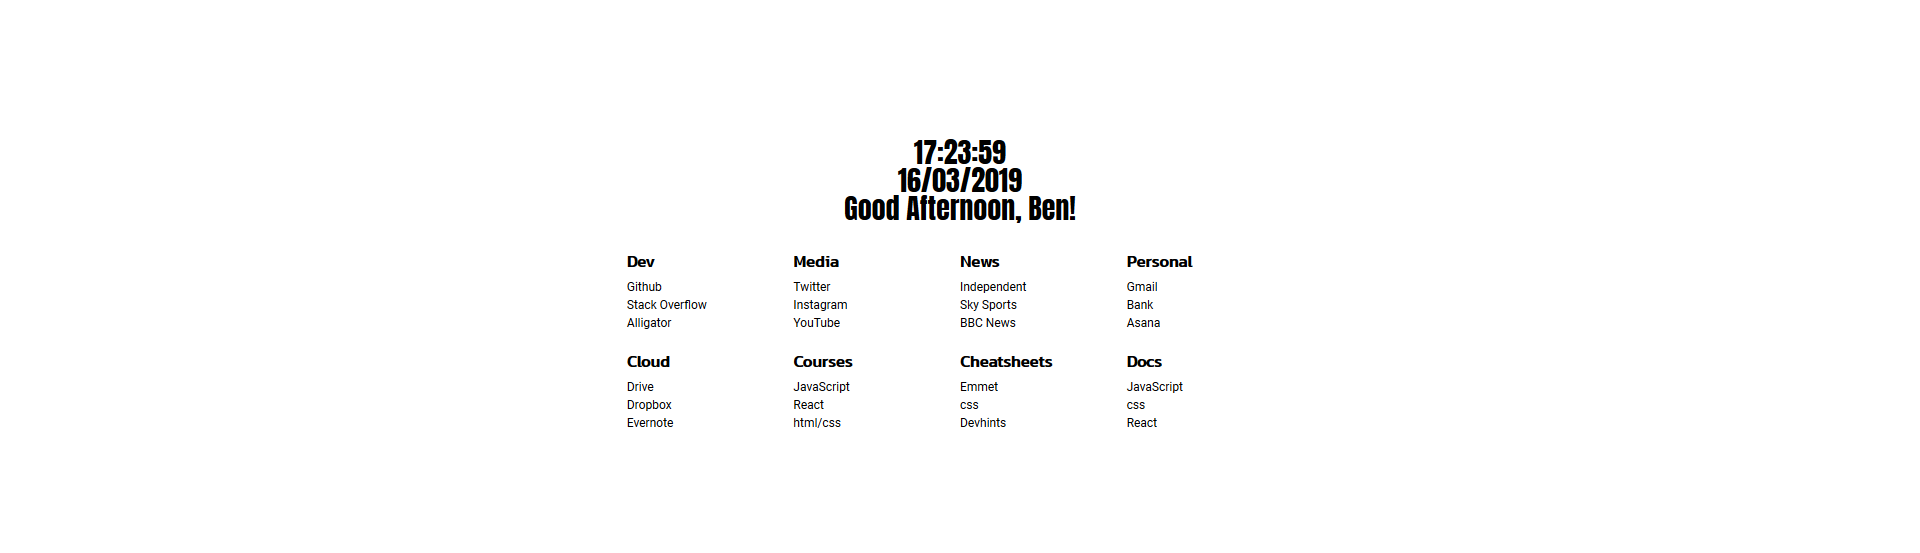 17:23:59
16/03/2019
Good Afternoon, Ben!
Dev
Github
Stack Overflow
Alligator
Media
Twitter
Instagram
YouTube
News
Independent
Sky Sports
BBC News
Personal
Gmail
Bank
Asana
Cloud
Drive
Dropbox
Evernote
Courses
JavaScript
React
html/css
Cheatsheets
Emmet
css
Devhints
Docs
JavaScript
css
React